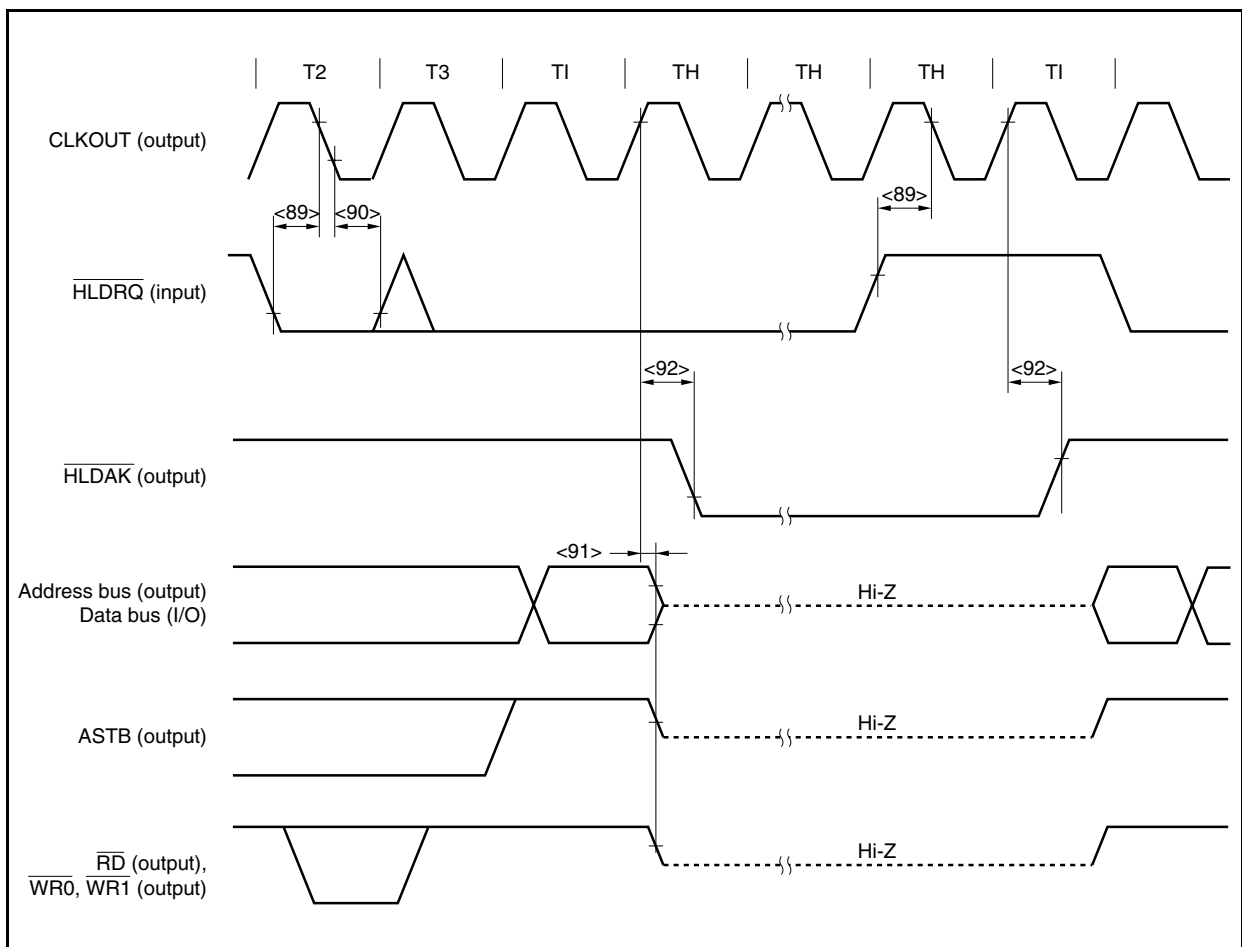 T2 T3 TI TH TH TH TI
CLKOUT (output)
<89> <90> <89>
HLDRQ (input)
<92> <92>
HLDAK (output)
<91>
Address bus (output)
Data bus (I/O)
Hi-Z
ASTB (output)
Hi-Z
RD (output),
WR0, WR1 (output)
Hi-Z